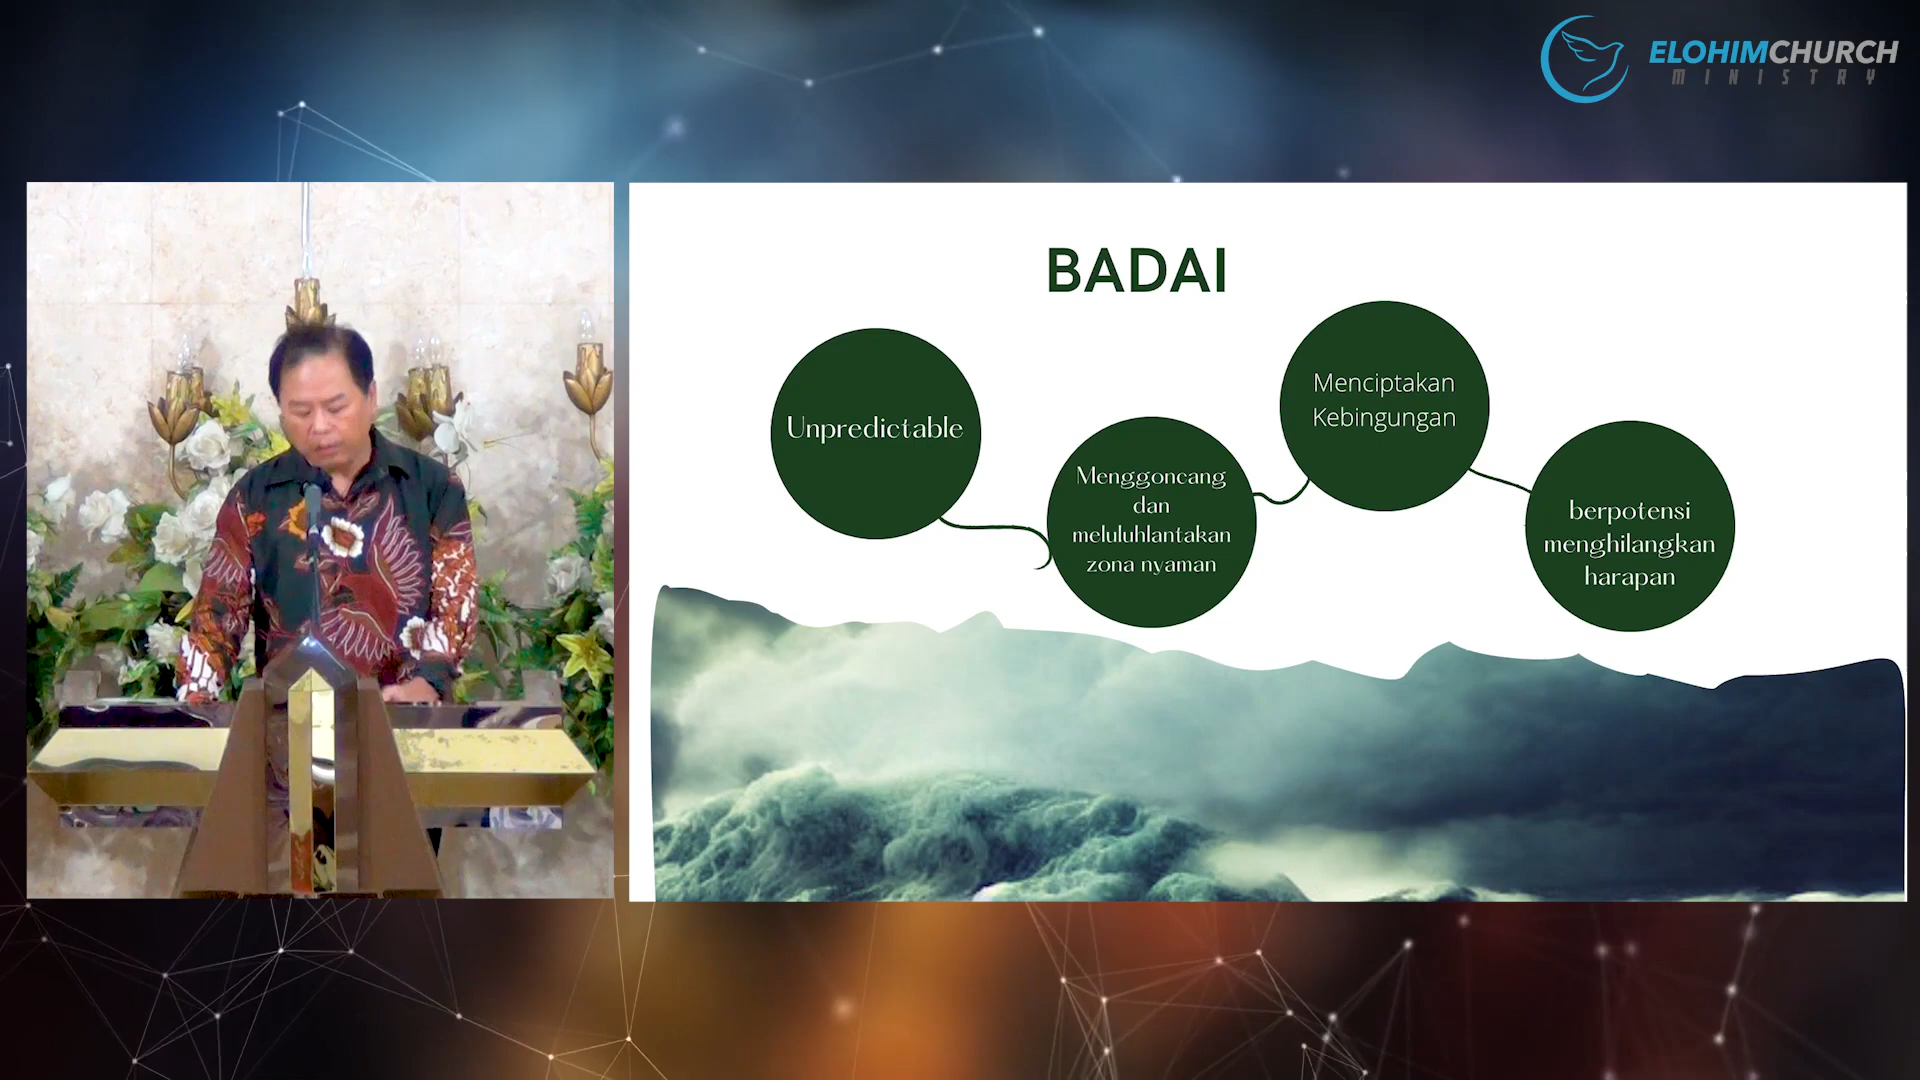 ELOHIMCHURCH
MINISTRY
BADAI
Unpredictable
Menggoncang
dan
meluluhlantakan
zona nyaman
Menciptakan
Kebingungan
berpotensi
menghilangkan
harapan